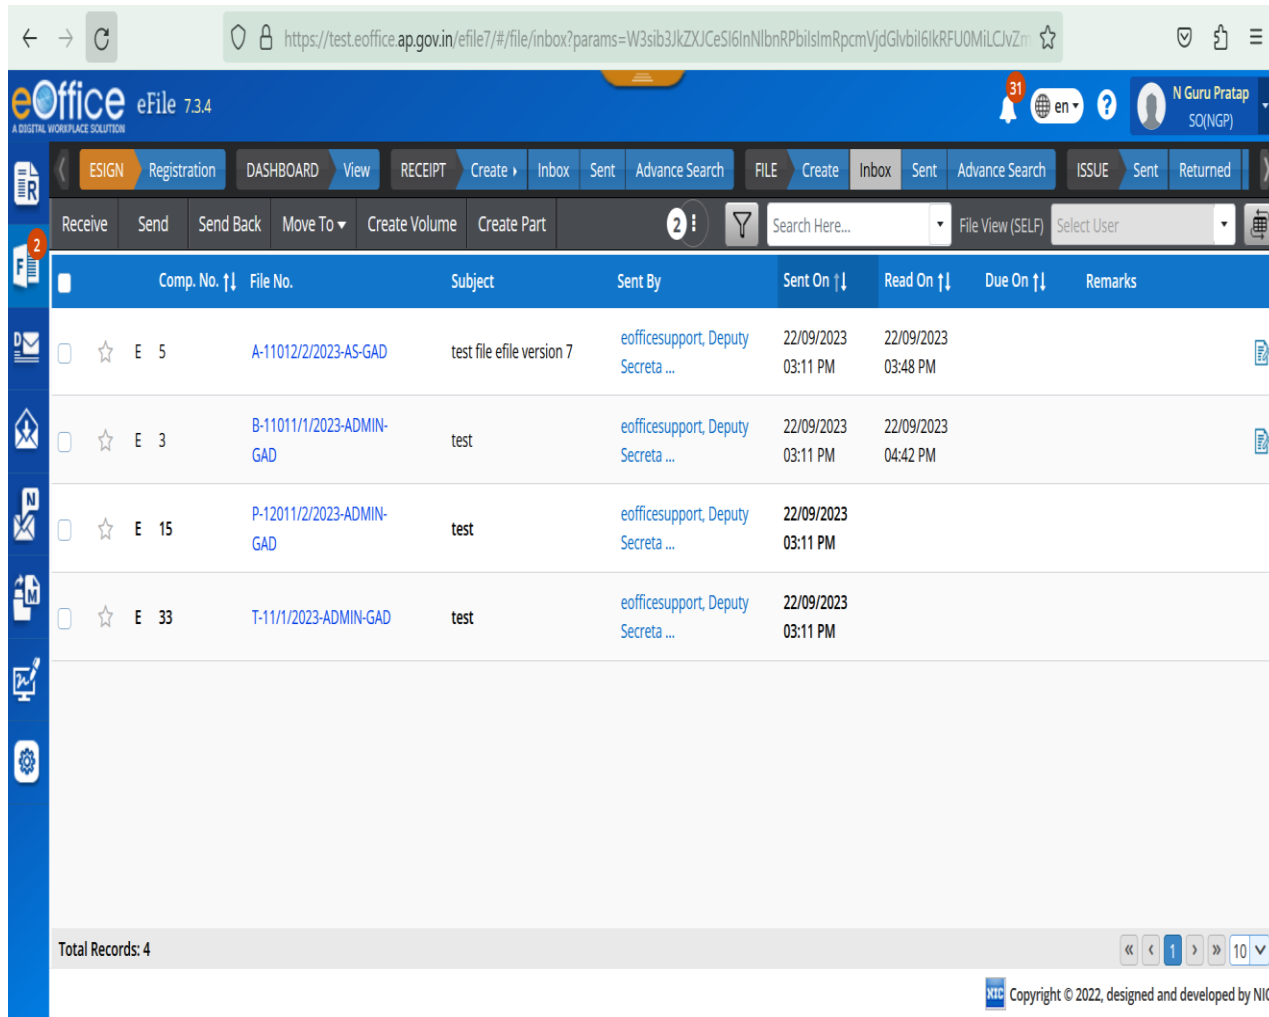 https://test.eoffice.ap.gov.in/efile7/#/file/inbox?params=
eOffice eFile 7.3.4
A DIGITAL WORKPLACE SOLUTION
31
en
?
N Guru Pratap
SO(NGP)
ESIGN Registration DASHBOARD View RECEIPT Create Inbox Sent Advance Search FILE Create Inbox Sent Advance Search ISSUE Sent Returned
Receive Send Send Back Move To Create Volume Create Part 2 Search Here... File View (SELF) Select User
R
2
F
D
N
M
Comp. No. File No. Subject Sent By Sent On Read On Due On Remarks
E 5 A-11012/2/2023-AS-GAD test file efile version 7 eofficesupport, Deputy Secreta ... 22/09/2023 03:11 PM 22/09/2023 03:48 PM
E 3 B-11011/1/2023-ADMIN-GAD test eofficesupport, Deputy Secreta ... 22/09/2023 03:11 PM 22/09/2023 04:42 PM
E 15 P-12011/2/2023-ADMIN-GAD test eofficesupport, Deputy Secreta ... 22/09/2023 03:11 PM
E 33 T-11/1/2023-ADMIN-GAD test eofficesupport, Deputy Secreta ... 22/09/2023 03:11 PM
Total Records: 4
« ‹ 1 › » 10
NIC Copyright © 2022, designed and developed by NIC